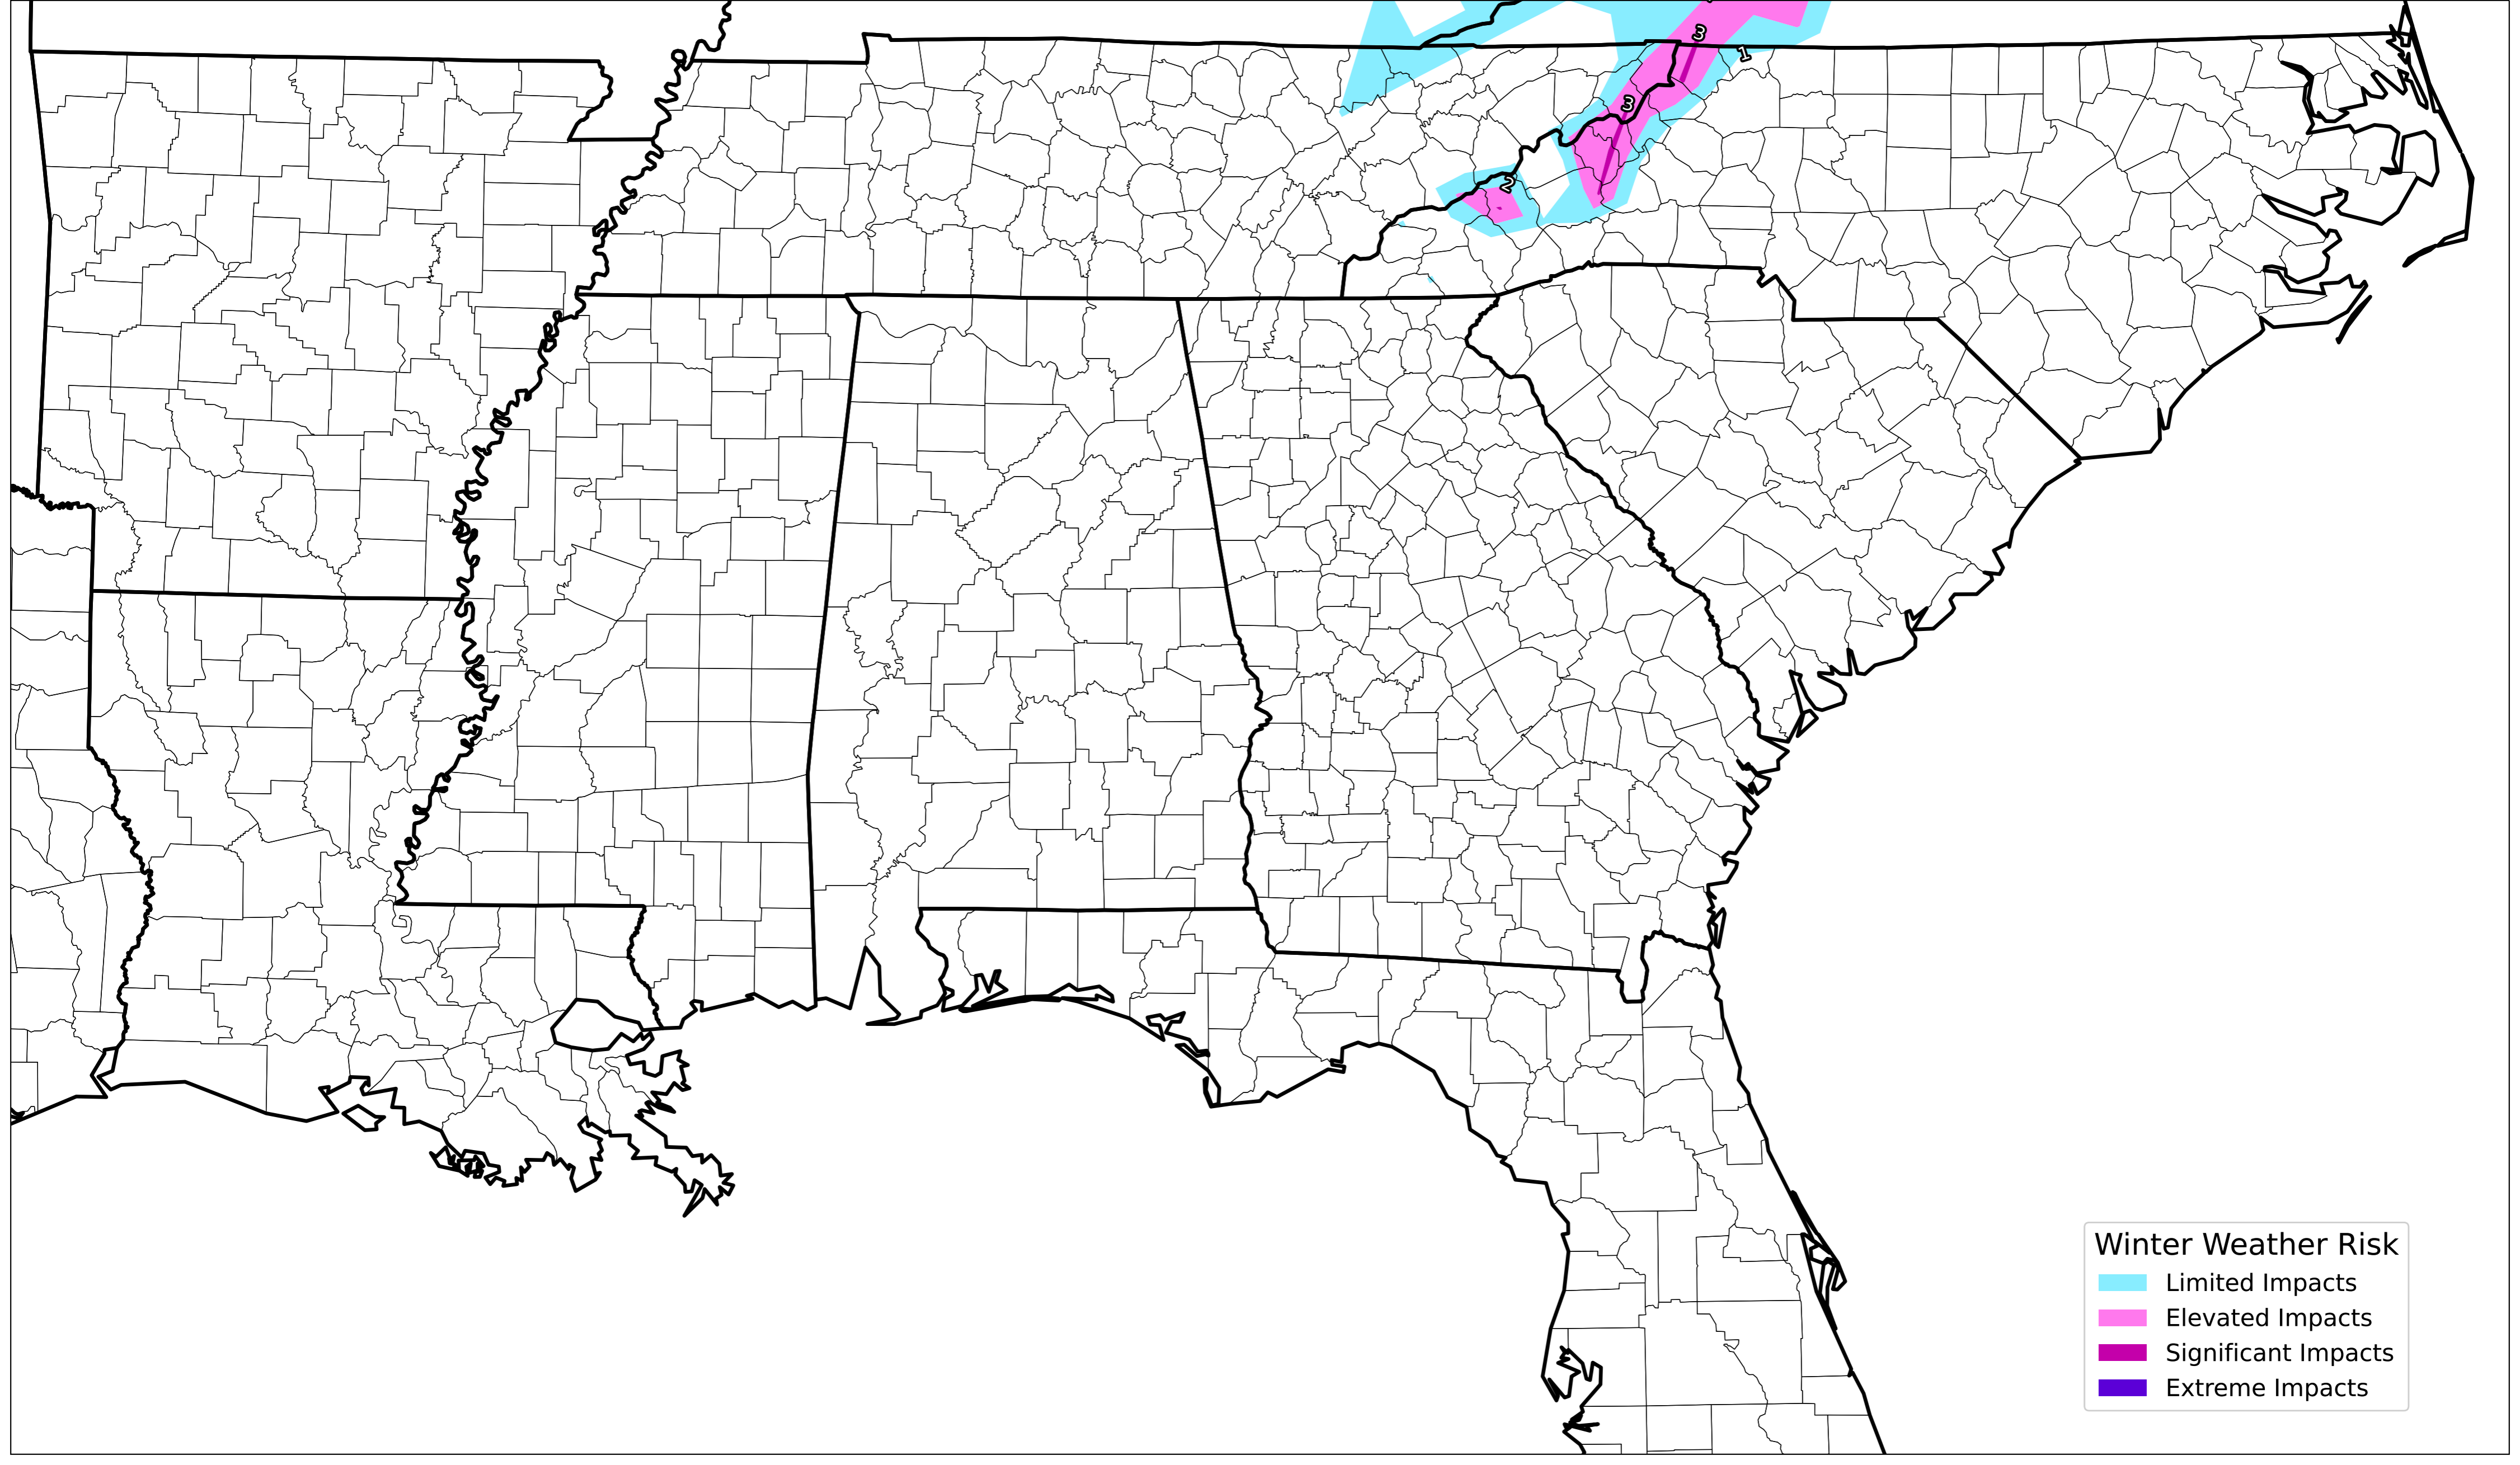 3
1
3
2
Winter Weather Risk
Limited Impacts
Elevated Impacts
Significant Impacts
Extreme Impacts